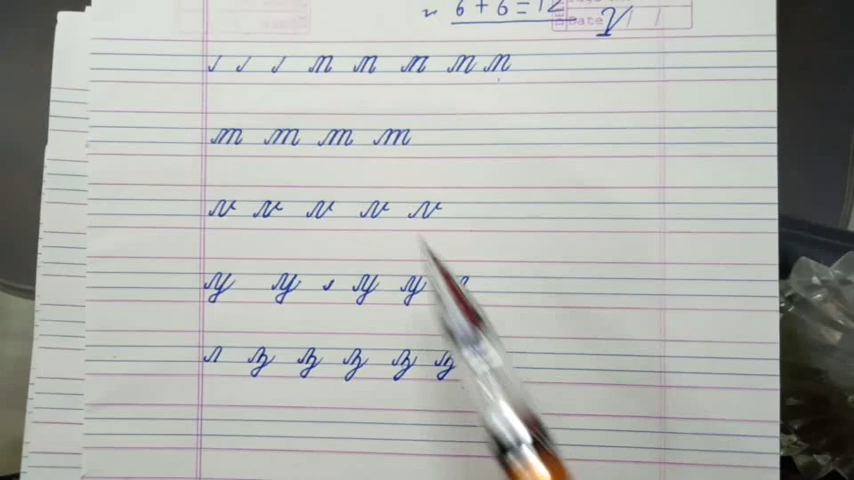 6 + 6 = 12
Date
n n n n n
m m m m
v v v v v
y y y y
z z z z z